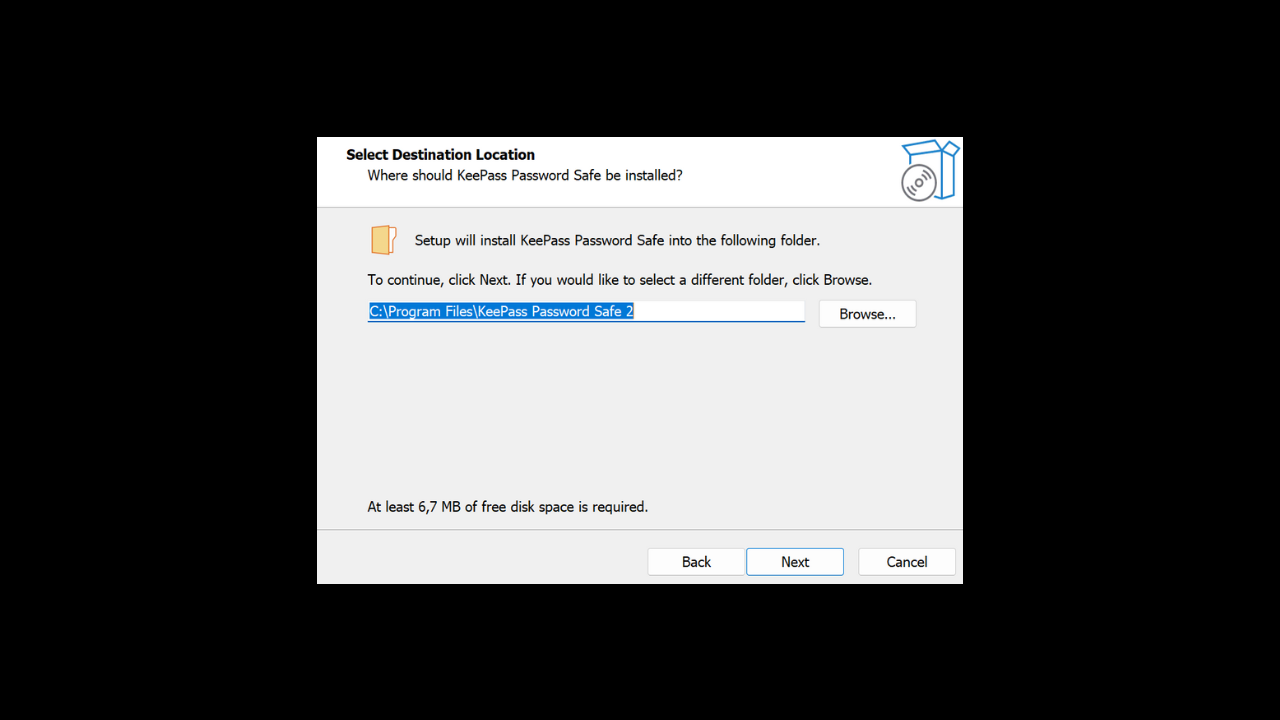 Select Destination Location
Where should KeePass Password Safe be installed?
Setup will install KeePass Password Safe into the following folder.
To continue, click Next. If you would like to select a different folder, click Browse.
C:\Program Files\KeePass Password Safe 2
Browse...
At least 6,7 MB of free disk space is required.
Back
Next
Cancel